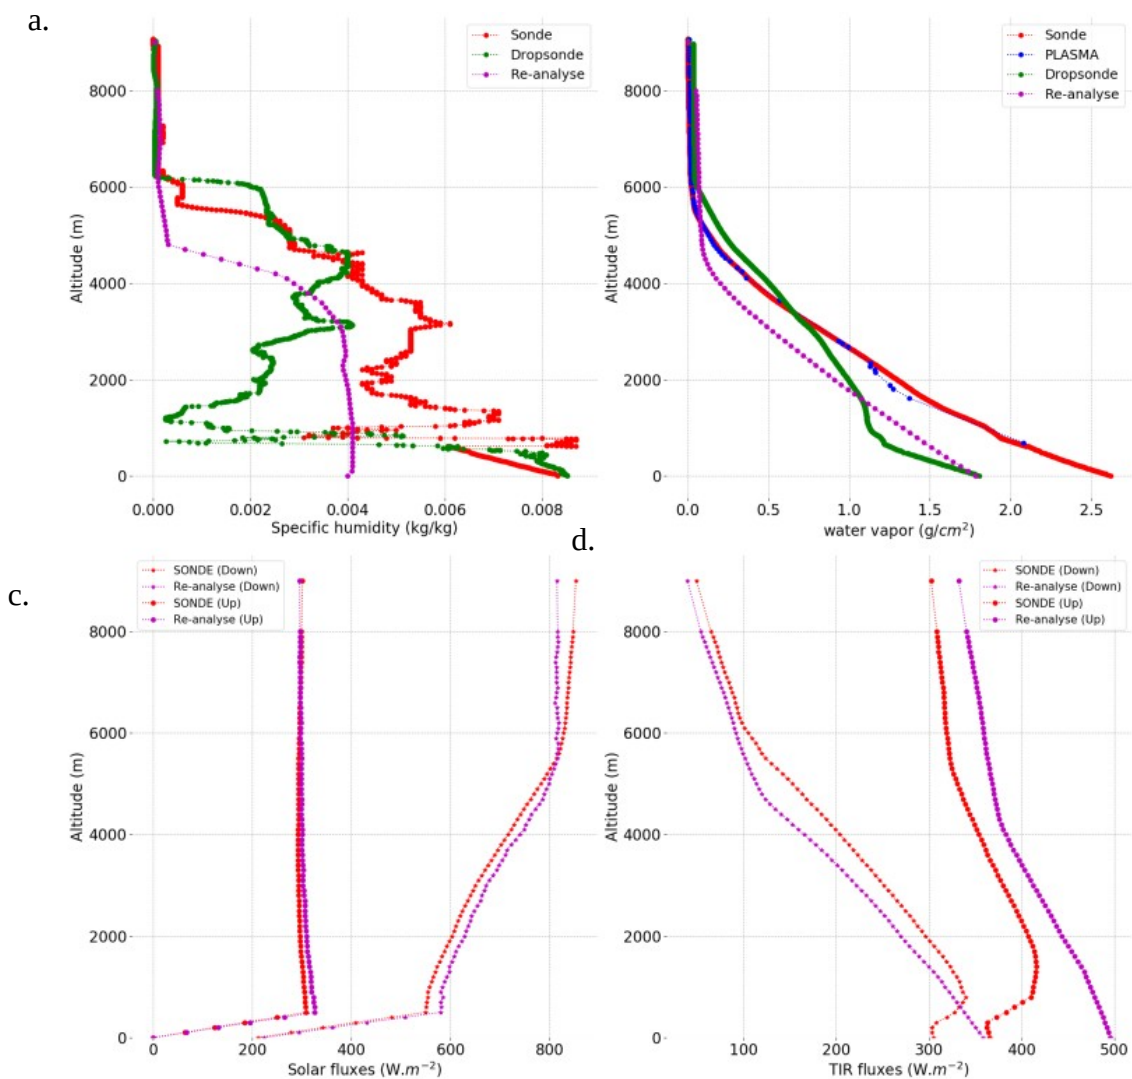 a.
Sonde
Dropsonde
Re-analyse
8000
6000
4000
2000
0
Altitude (m)
0.000 0.002 0.004 0.006 0.008
Specific humidity (kg/kg)
Sonde
PLASMA
Dropsonde
Re-analyse
8000
6000
4000
2000
0
Altitude (m)
0.0 0.5 1.0 1.5 2.0 2.5
water vapor (g/cm²)
c.
SONDE (Down)
Re-analyse (Down)
SONDE (Up)
Re-analyse (Up)
8000
6000
4000
2000
0
Altitude (m)
0 200 400 600 800
Solar fluxes (W.m⁻²)
d.
SONDE (Down)
Re-analyse (Down)
SONDE (Up)
Re-analyse (Up)
8000
6000
4000
2000
0
Altitude (m)
100 200 300 400 500
TIR fluxes (W.m⁻²)